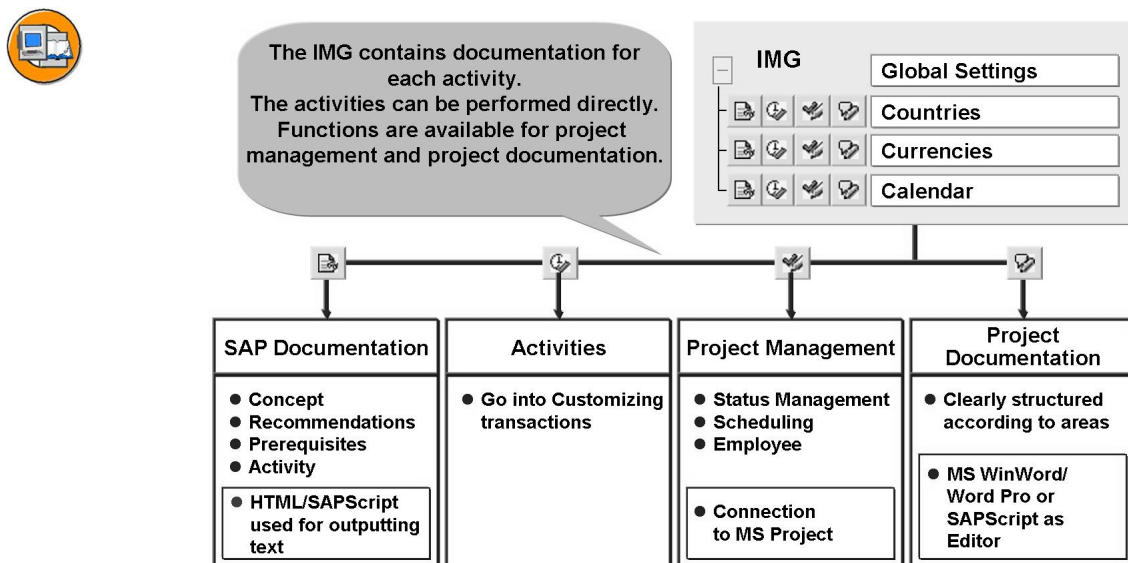 The IMG contains documentation for
each activity.
The activities can be performed directly.
Functions are available for project
management and project documentation.
IMG
Global Settings
Countries
Currencies
Calendar
SAP Documentation
● Concept
● Recommendations
● Prerequisites
● Activity
● HTML/SAPScript
used for outputting
text
Activities
● Go into Customizing
transactions
Project Management
● Status Management
● Scheduling
● Employee
● Connection
to MS Project
Project
Documentation
● Clearly structured
according to areas
● MS WinWord/
Word Pro or
SAPScript as
Editor